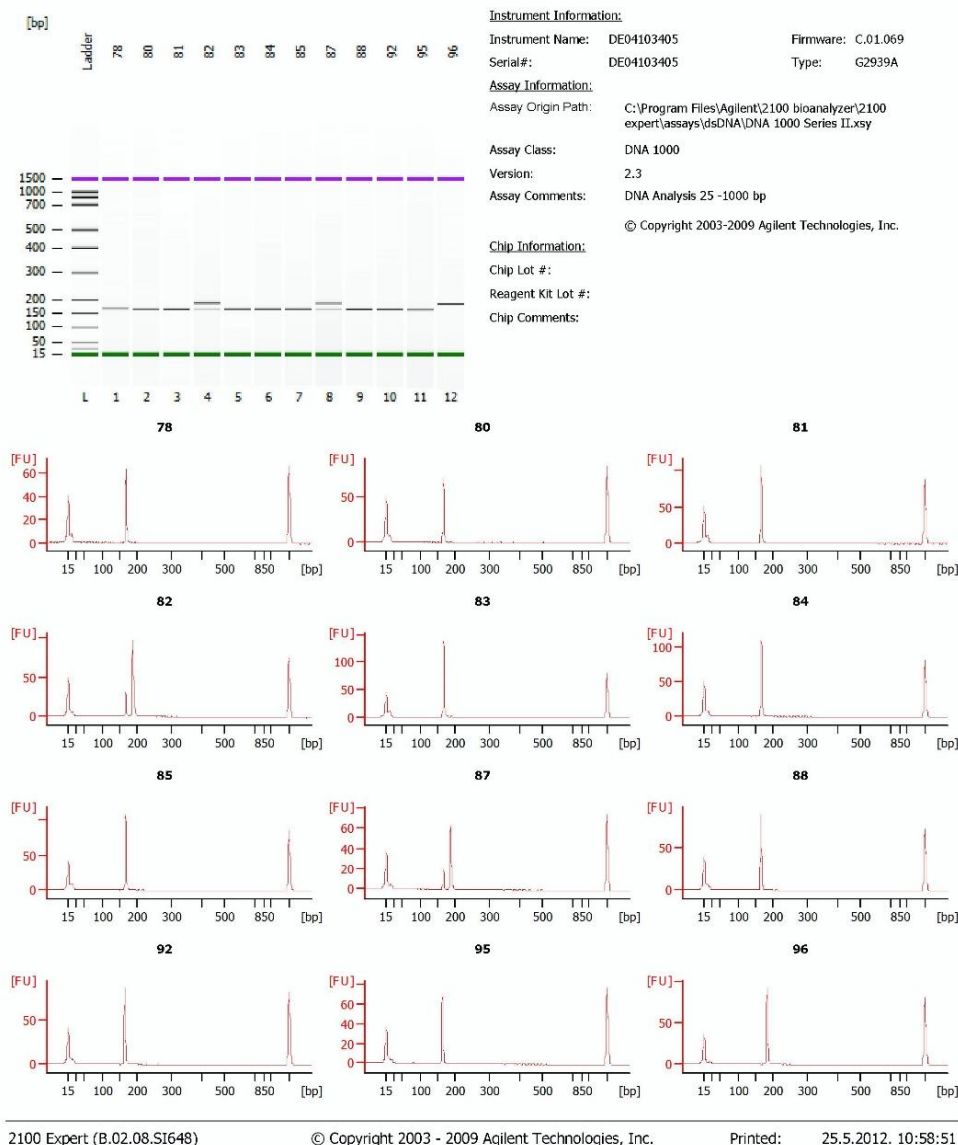 [bp]
Ladder 78 80 81 82 83 84 85 87 88 92 95 96
1500
1000
700
500
400
300
200
150
100
50
15
L 1 2 3 4 5 6 7 8 9 10 11 12
Instrument Information:
Instrument Name: DE04103405 Firmware: C.01.069
Serial#: DE04103405 Type: G2939A
Assay Information:
Assay Origin Path: C:\Program Files\Agilent\2100 bioanalyzer\2100
expert\assays\dsDNA\DNA 1000 Series II.xsy
Assay Class: DNA 1000
Version: 2.3
Assay Comments: DNA Analysis 25 -1000 bp
© Copyright 2003-2009 Agilent Technologies, Inc.
Chip Information:
Chip Lot #:
Reagent Kit Lot #:
Chip Comments:
78 80 81
[FU] [FU] [FU]
60
40
20
0
50
0
50
0
15 100 200 300 500 850 [bp] 15 100 200 300 500 850 [bp] 15 100 200 300 500 850 [bp]
82 83 84
[FU] [FU] [FU]
50
0
100
50
0
100
50
0
15 100 200 300 500 850 [bp] 15 100 200 300 500 850 [bp] 15 100 200 300 500 850 [bp]
85 87 88
[FU] [FU] [FU]
50
0
60
40
20
0
50
0
15 100 200 300 500 850 [bp] 15 100 200 300 500 850 [bp] 15 100 200 300 500 850 [bp]
92 95 96
[FU] [FU] [FU]
50
0
60
40
20
0
50
0
15 100 200 300 500 850 [bp] 15 100 200 300 500 850 [bp] 15 100 200 300 500 850 [bp]
2100 Expert (B.02.08.SI648) © Copyright 2003 - 2009 Agilent Technologies, Inc. Printed: 25.5.2012. 10:58:51